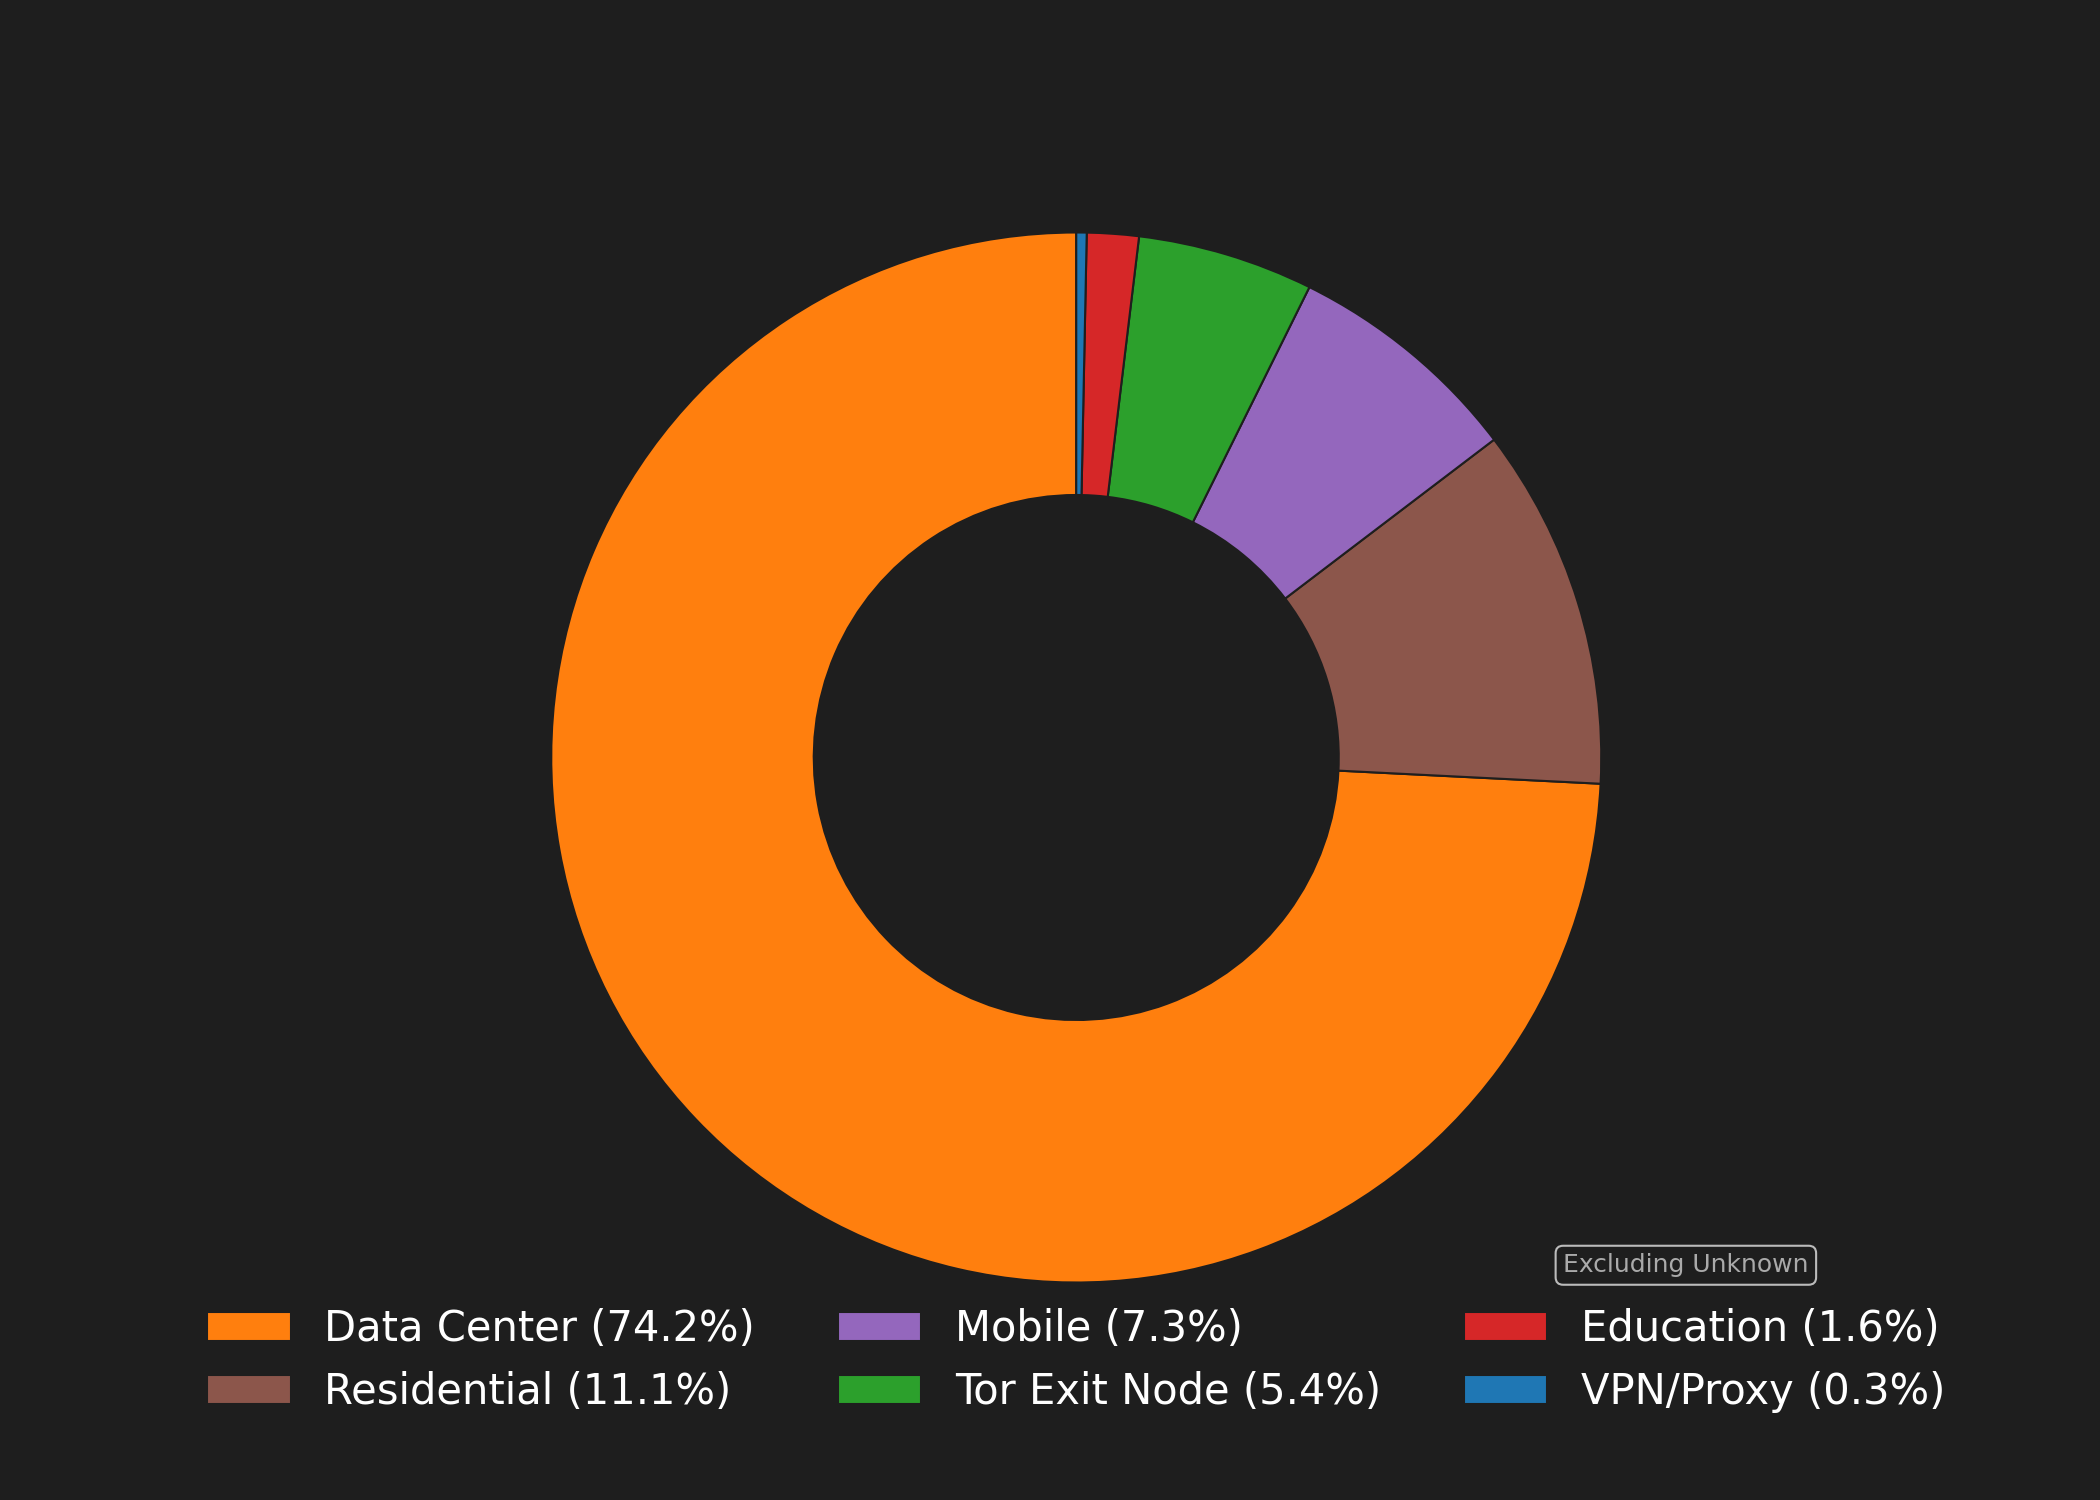 Excluding Unknown
Data Center (74.2%)
Residential (11.1%)
Mobile (7.3%)
Tor Exit Node (5.4%)
Education (1.6%)
VPN/Proxy (0.3%)